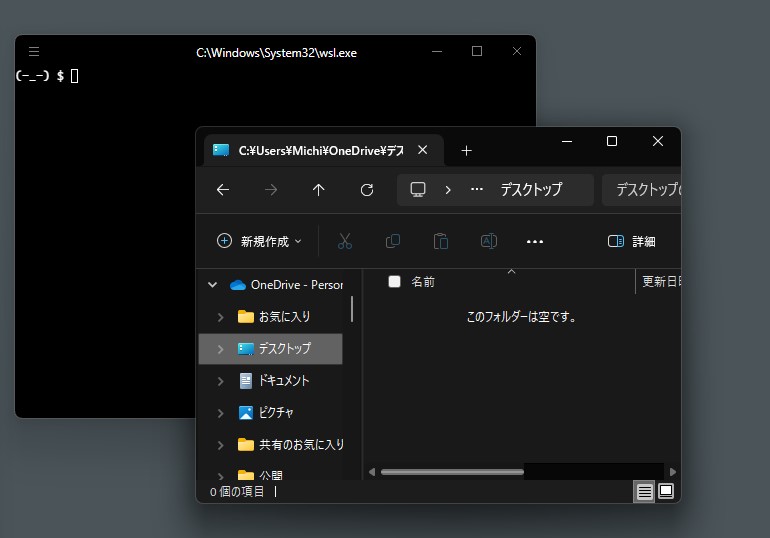 C:\Windows\System32\wsl.exe
(-_-) $
C:¥Users¥Michi¥OneDrive¥デス
デスクトップ
デスクトップの
新規作成
詳細
OneDrive - Person
お気に入り
デスクトップ
ドキュメント
ピクチャ
共有のお気に入り
公開
名前
更新日時
このフォルダーは空です。
0 個の項目